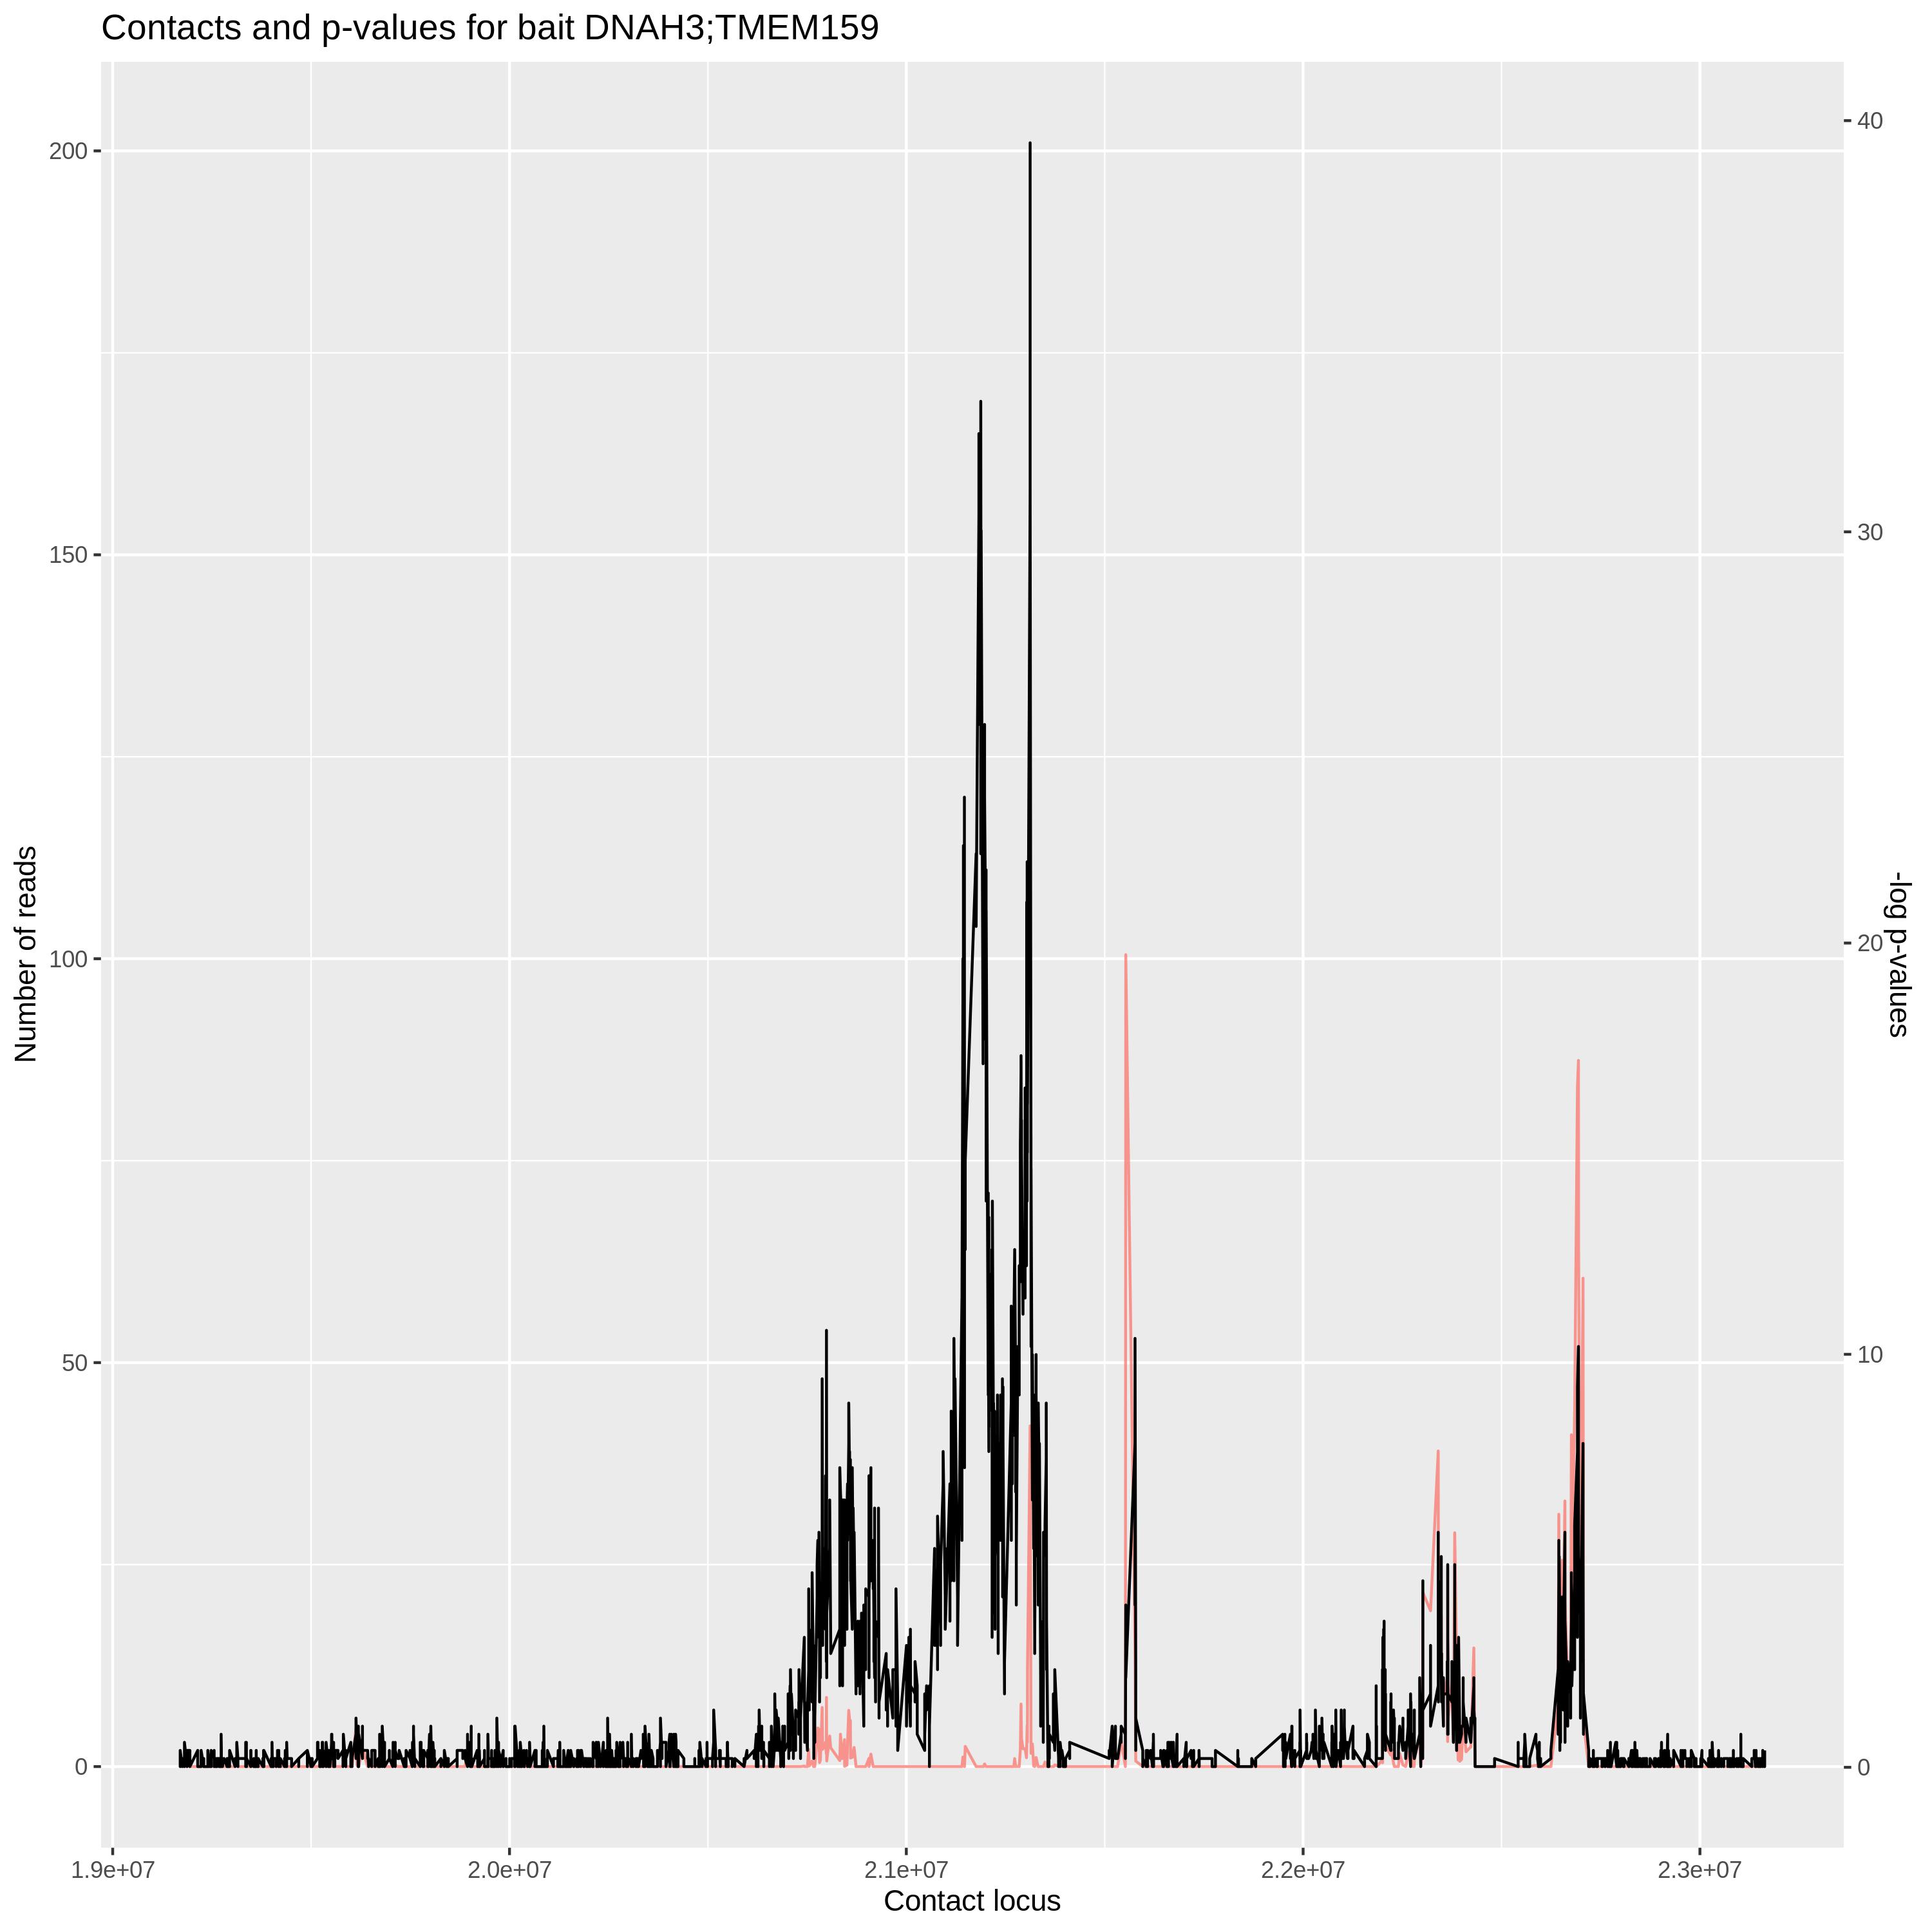 Contacts and p-values for bait DNAH3;TMEM159
Number of reads
200
150
100
50
0
40
30
20
10
0
-log p-values
1.9e+07 2.0e+07 2.1e+07 2.2e+07 2.3e+07
Contact locus